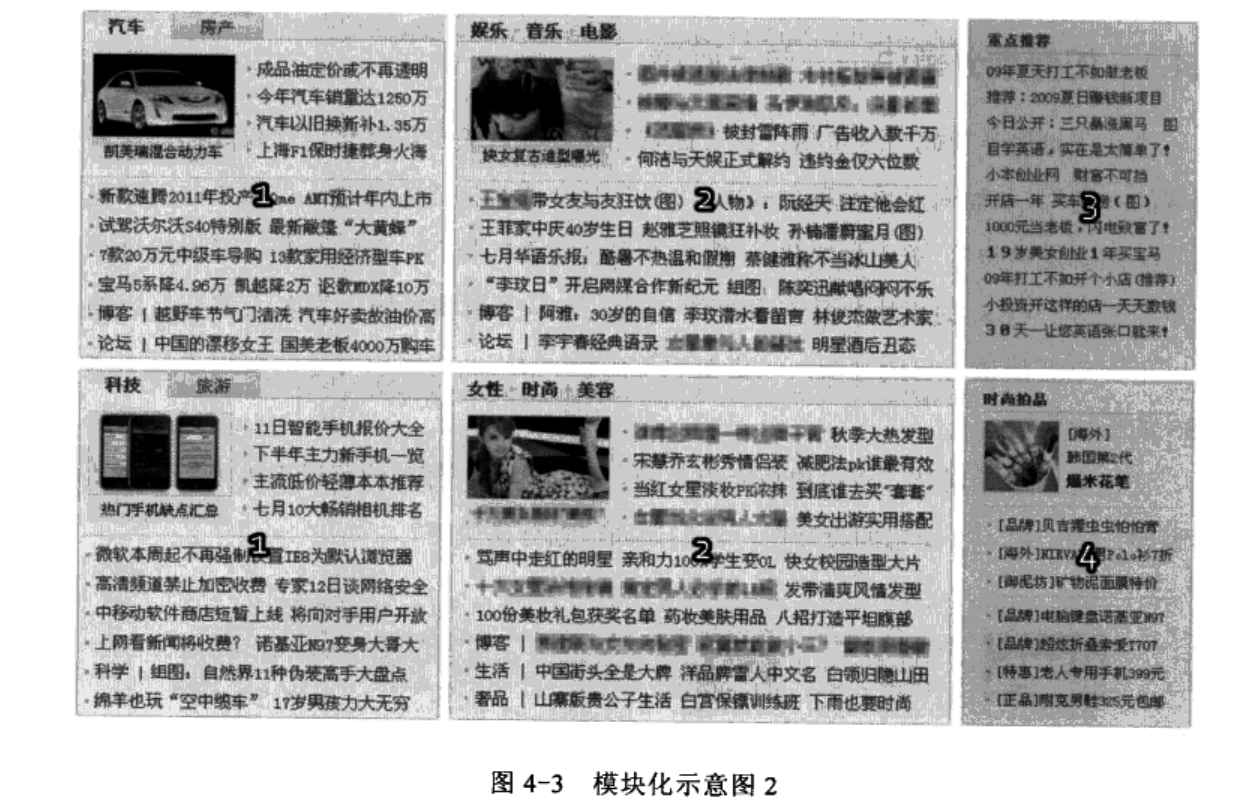 汽车 房产
成品油定价或不再透明
今年汽车销量达1250万
汽车以旧换新补1.35万
上海F1保时捷葬身火海
凯美瑞混合动力车
新款速腾2011年投产 AMT预计年内上市
试驾沃尔沃S40特别版 最新敞篷“大黄蜂”
7款20万元中级车导购 13款家用经济型车PK
宝马5系降4.96万 凯越降2万 讴歌MDX降10万
博客 | 越野车节气门清洗 汽车好卖故油价高
论坛 | 中国的漂移女王 国美老板4000万购车
1
娱乐 音乐 电影
被封雷阵雨 广告收入数千万
何洁与天娱正式解约 违约金仅六位数
快女复古造型曝光
带女友与友狂饮(图) 人物》：阮经天 注定他会红
王菲家中庆40岁生日 赵雅芝照镜狂补妆 孙楠潘蔚蜜月(图)
七月华语乐报：酷暑不热温和假期 蔡健雅称不当冰山美人
“李玟日”开启网媒合作新纪元 组图：陈奕迅献唱闷闷不乐
博客 | 阿雅：30岁的自信 李玟潜水看留言 林俊杰做艺术家
论坛 | 李宇春经典语录 明星酒后丑态
2
重点推荐
09年夏天打工不如做老板
推荐：2009夏日赚钱新项目
今日公开：三只暴涨黑马 图
自学英语，实在是太简单了！
小本创业网 财富不可挡
开店一年 买车 (图)
1000元当老板，闪电致富了！
19岁美女创业1年买宝马
09年打工不如开个小店(推荐)
小投资开这样的店一天天数钱
30天—让您英语张口就来！
3
科技 旅游
11日智能手机报价大全
下半年主力新手机一览
主流低价轻薄本本推荐
七月10大畅销相机排名
热门手机缺点汇总
微软本周起不再强制设置IE8为默认浏览器
高清频道禁止加密收费 专家12日谈网络安全
中移动软件商店短暂上线 将向对手用户开放
上网看新闻将收费？ 诺基亚N97变身大哥大
科学 | 组图：自然界11种伪装高手大盘点
绵羊也玩“空中缆车” 17岁男孩力大无穷
1
女性 时尚 美容
秋季大热发型
宋慧乔玄彬秀情侣装 减肥法pk谁最有效
当红女星淡妆PK浓抹 到底谁去买“套套”
美女出游实用搭配
骂声中走红的明星 亲和力100 学生变OL 快女校园造型大片
发带清爽风情发型
100份美妆礼包获奖名单 药妆美肤用品 八招打造平坦腹部
博客 |
生活 | 中国街头全是大牌 洋品牌雷人中文名 白领归隐山田
奢品 | 山寨版贵公子生活 白宫保镖训练班 下雨也要时尚
2
时尚拍品
[海外]
韩国第2代
爆米花笔
[品牌]贝吉獾虫虫怕怕膏
[海外] Polo衫7折
[御泥坊]矿物泥面膜特价
[品牌]电脑键盘诺基亚N97
[品牌]超炫折叠索爱T707
[特惠]老人专用手机399元
[正品]耐克男鞋325元包邮
4
图 4-3 模块化示意图 2